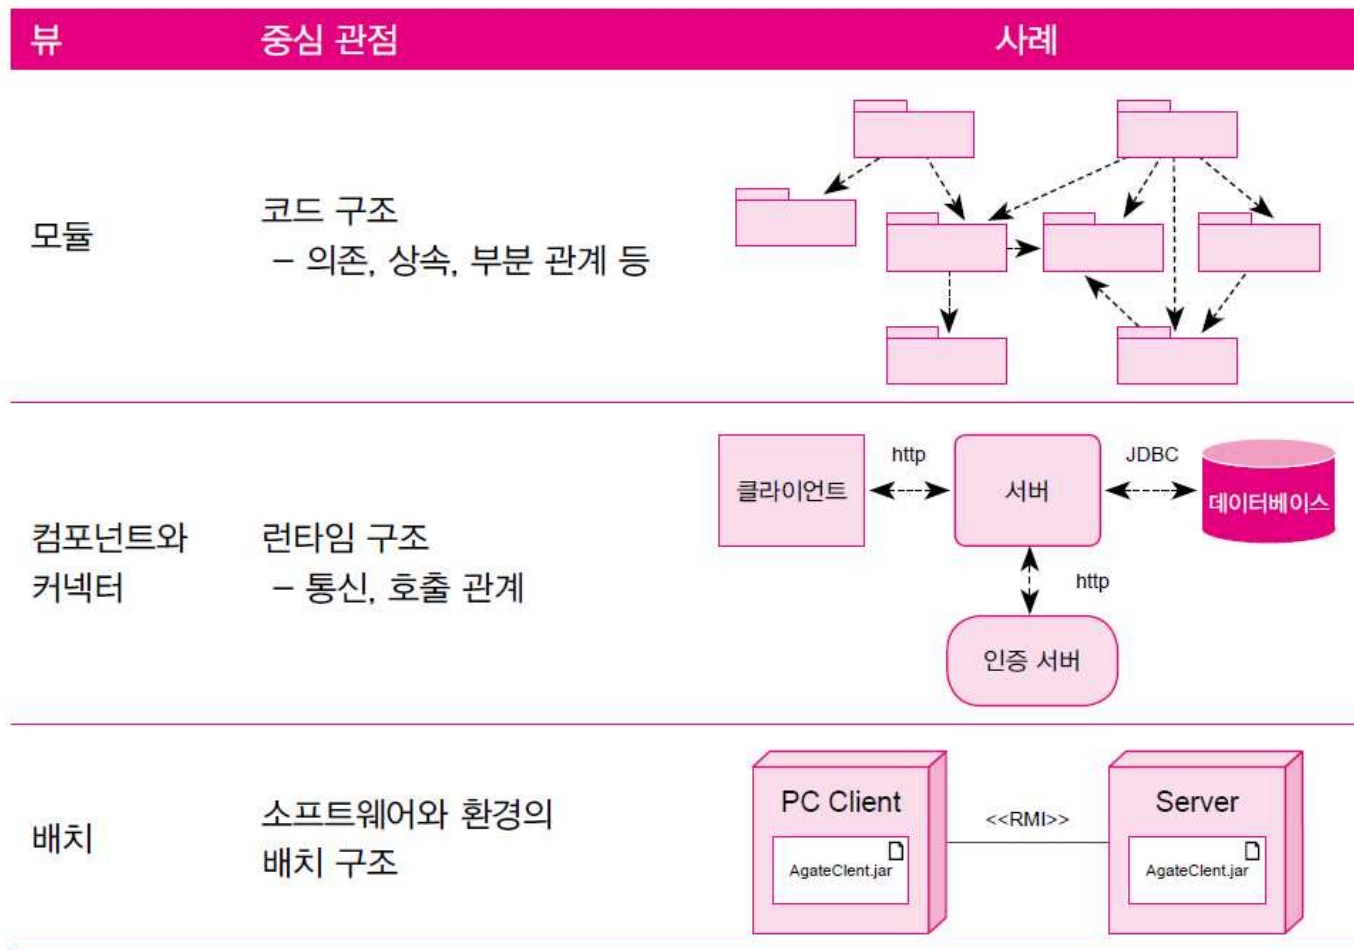 뷰 중심 관점 사례
모듈
코드 구조
– 의존, 상속, 부분 관계 등
컴포넌트와
커넥터
런타임 구조
– 통신, 호출 관계
클라이언트
http
서버
JDBC
데이터베이스
http
인증 서버
배치
소프트웨어와 환경의
배치 구조
PC Client
AgateClent.jar
<<RMI>>
Server
AgateClent.jar